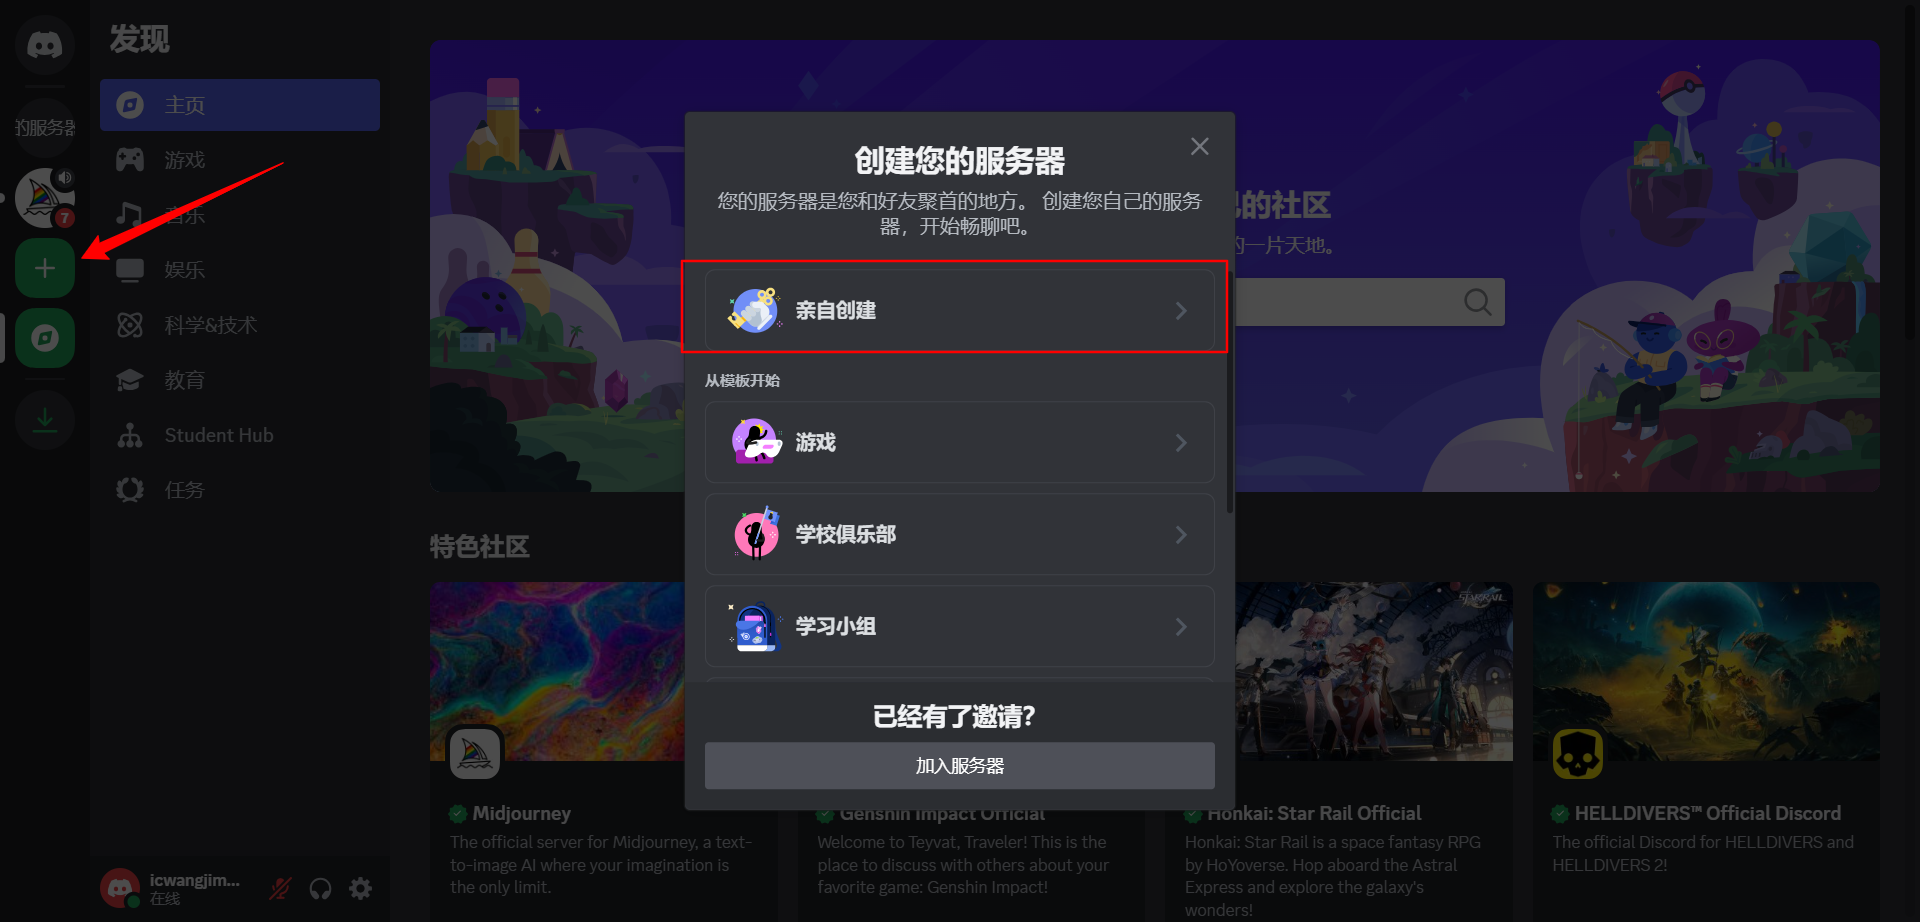 发现
主页
的服务器
游戏
7
音乐
娱乐
科学&技术
教育
Student Hub
任务
icwangjim...
在线
的社区
的一片天地。
创建您的服务器
您的服务器是您和好友聚首的地方。创建您自己的服务
器，开始畅聊吧。
亲自创建
从模板开始
游戏
学校俱乐部
学习小组
已经有了邀请?
加入服务器
特色社区
Midjourney
The official server for Midjourney, a text-
to-image AI where your imagination is
the only limit.
Genshin Impact Official
Welcome to Teyvat, Traveler! This is the
place to discuss with others about your
favorite game: Genshin Impact!
STAR RAIL
Honkai: Star Rail Official
Honkai: Star Rail is a space fantasy RPG
by HoYoverse. Hop aboard the Astral
Express and explore the galaxy's
wonders!
HELLDIVERS™ Official Discord
The official Discord for HELLDIVERS and
HELLDIVERS 2!